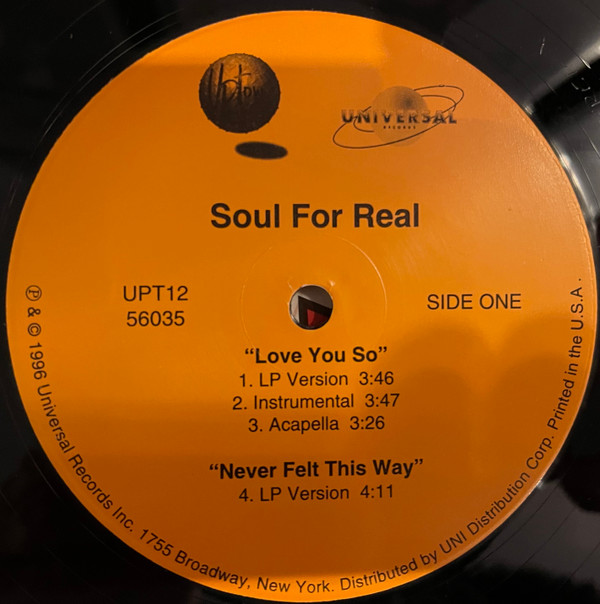 Uptown
UNIVERSAL
RECORDS
Soul For Real
UPT12
56035
SIDE ONE
“Love You So”
1. LP Version 3:46
2. Instrumental 3:47
3. Acapella 3:26
“Never Felt This Way”
4. LP Version 4:11
℗ & © 1996 Universal Records Inc. 1755 Broadway, New York. Distributed by UNI Distribution Corp. Printed in the U.S.A.